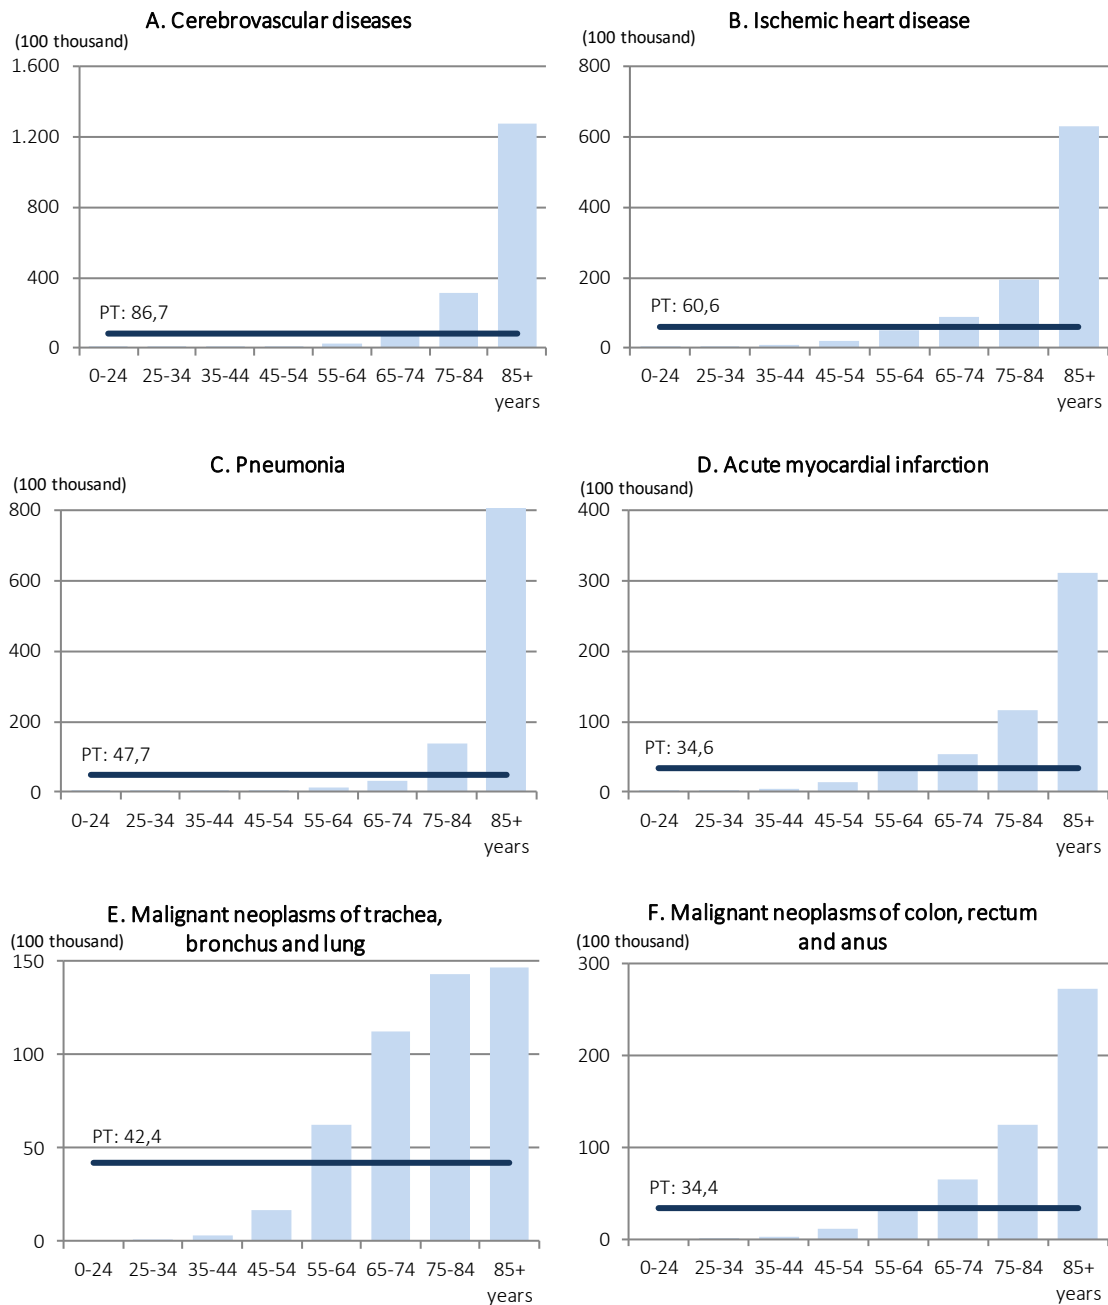 A. Cerebrovascular diseases
(100 thousand)
1.600
1.200
800
400
0
PT: 86,7
0-24 25-34 35-44 45-54 55-64 65-74 75-84 85+
years
B. Ischemic heart disease
(100 thousand)
800
600
400
200
0
PT: 60,6
0-24 25-34 35-44 45-54 55-64 65-74 75-84 85+
years
C. Pneumonia
(100 thousand)
800
600
400
200
0
PT: 47,7
0-24 25-34 35-44 45-54 55-64 65-74 75-84 85+
years
D. Acute myocardial infarction
(100 thousand)
400
300
200
100
0
PT: 34,6
0-24 25-34 35-44 45-54 55-64 65-74 75-84 85+
years
E. Malignant neoplasms of trachea,
bronchus and lung
(100 thousand)
150
100
50
0
PT: 42,4
0-24 25-34 35-44 45-54 55-64 65-74 75-84 85+
years
F. Malignant neoplasms of colon, rectum
and anus
(100 thousand)
300
200
100
0
PT: 34,4
0-24 25-34 35-44 45-54 55-64 65-74 75-84 85+
years